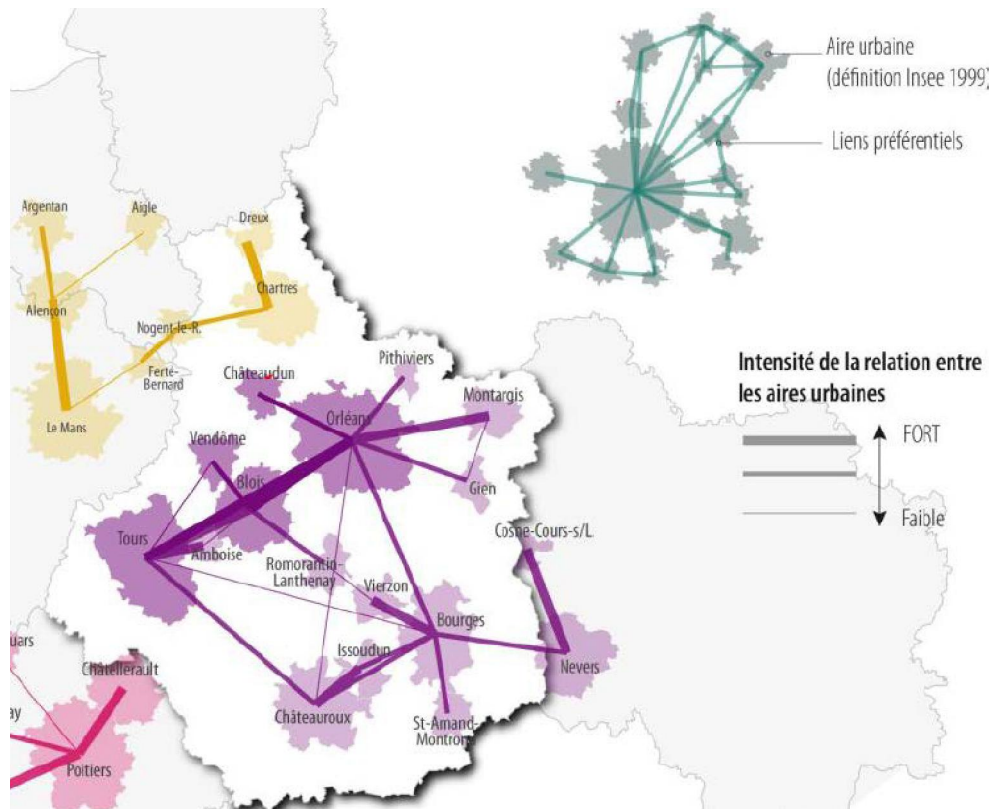 Aire urbaine
(définition Insee 1999)
Liens préférentiels
Argentan
Aigle
Dreux
Alençon
Chartres
Nogent-le-R.
Ferté-
Bernard
Le Mans
Pithiviers
Châteaudun
Montargis
Orléans
Vendôme
Blois
Gien
Tours
Amboise
Cosne-Cours-s/L
Romorantin-
Lanthenay
Vierzon
Bourges
Issoudun
Nevers
Châteauroux
St-Amand-
Montron
ouars
Châtellerault
ay
Poitiers
Intensité de la relation entre
les aires urbaines
FORT
Faible